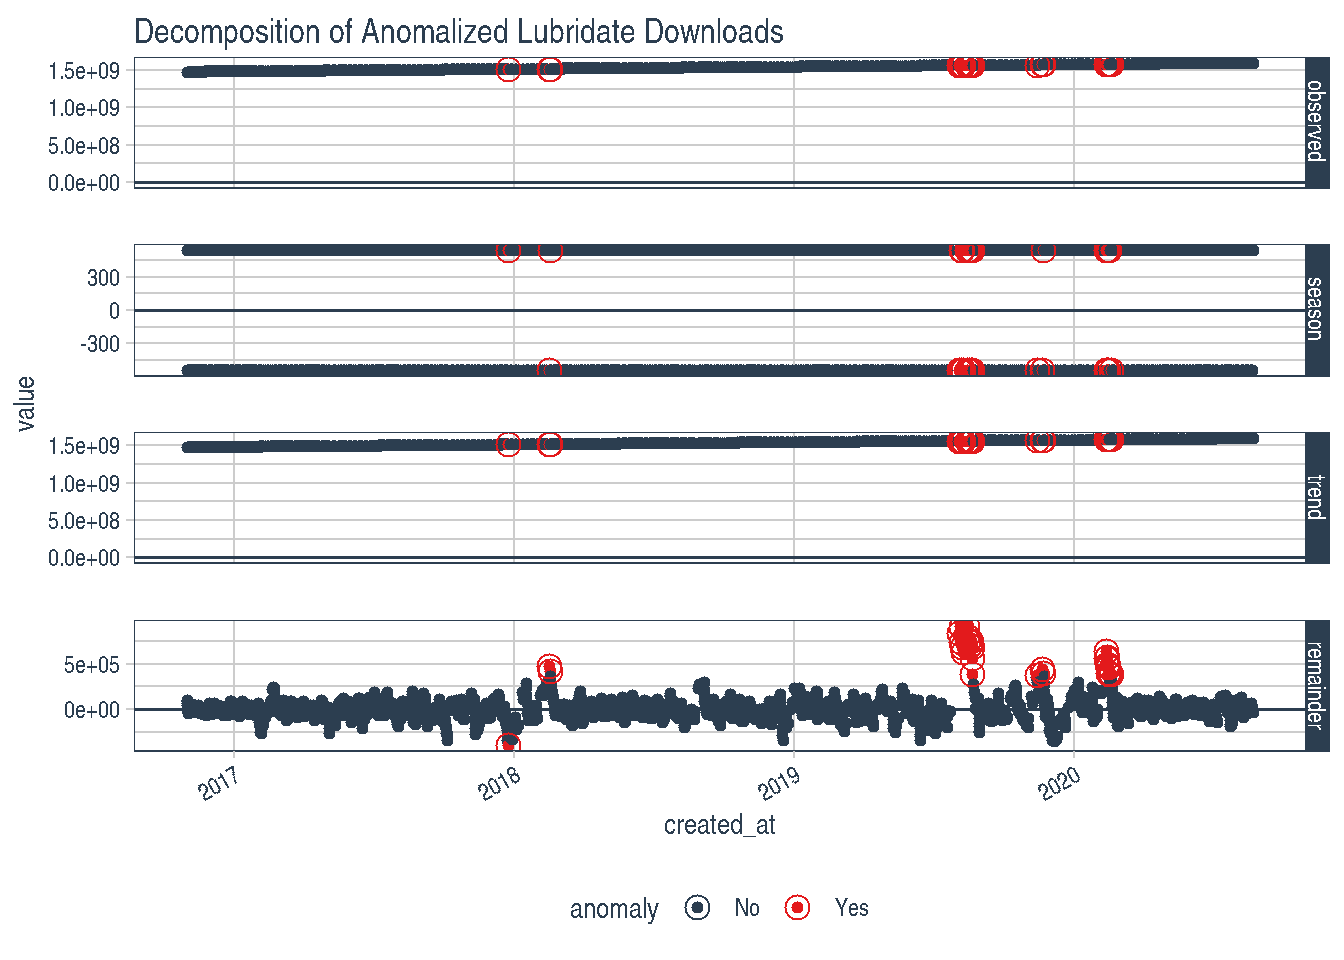 Decomposition of Anomalized Lubridate Downloads
value
1.5e+09
1.0e+09
5.0e+08
0.0e+00
observed
300
0
-300
season
1.5e+09
1.0e+09
5.0e+08
0.0e+00
trend
5e+05
0e+00
remainder
2017
2018
2019
2020
created_at
anomaly No Yes